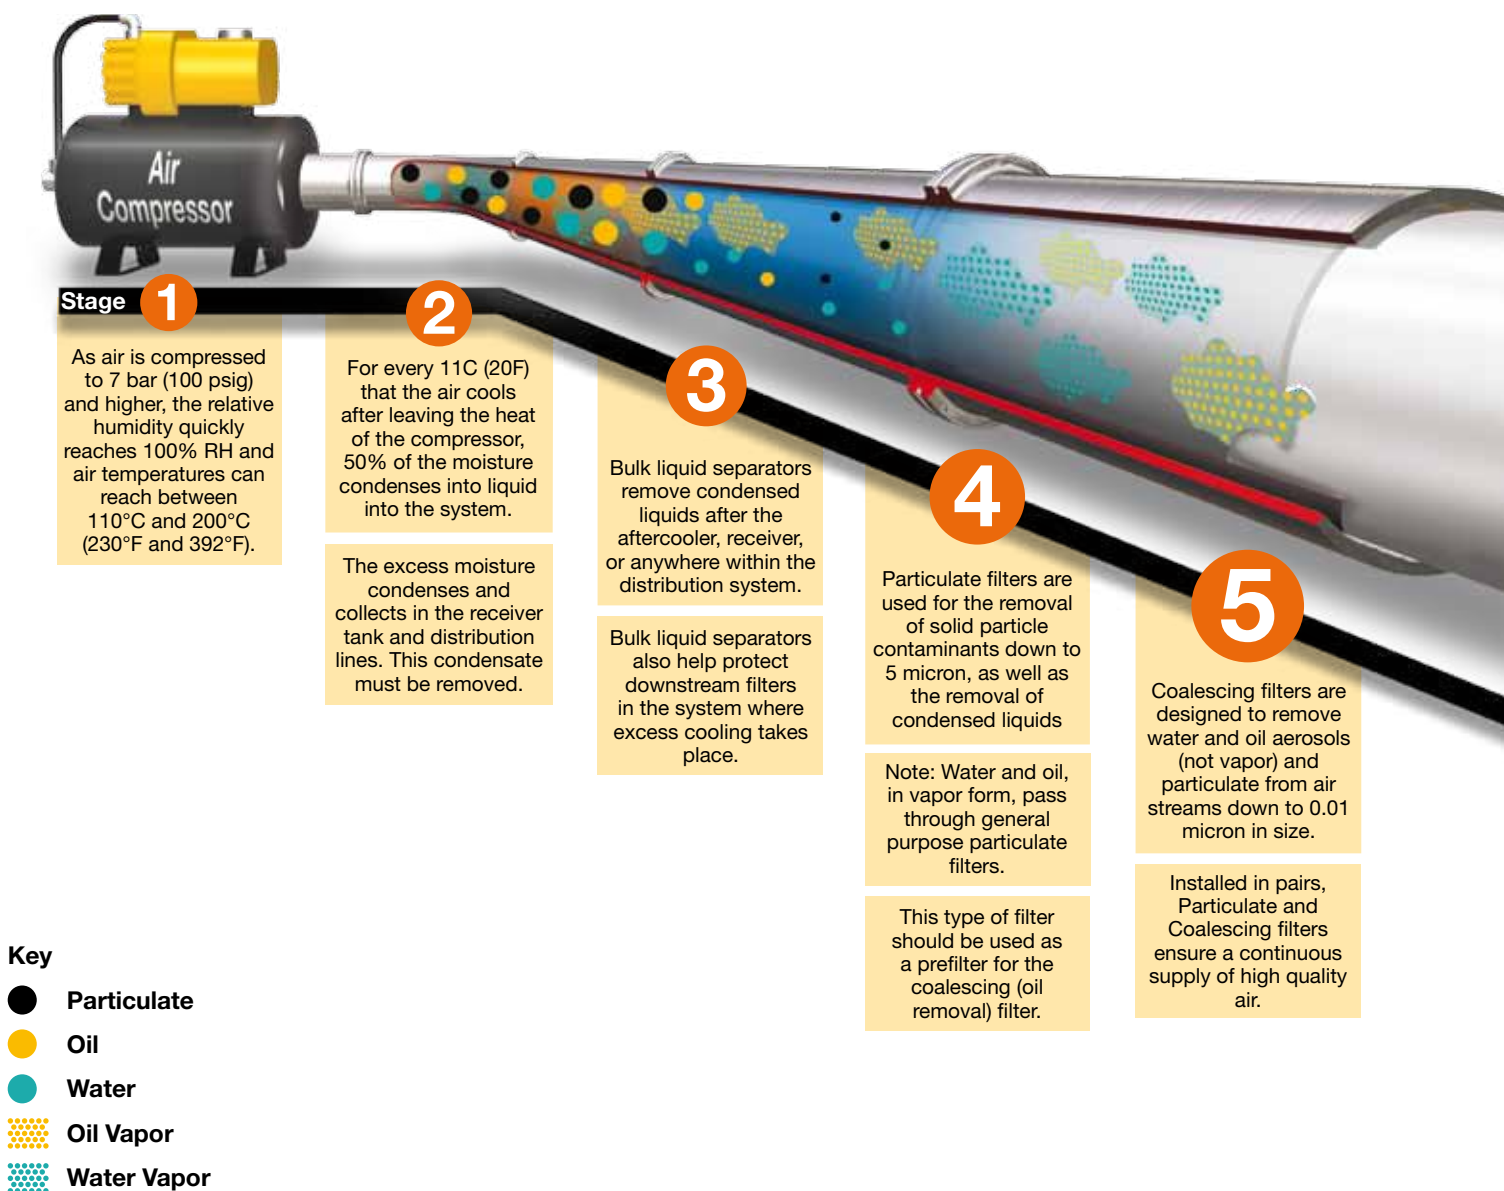 Air
Compressor
Stage 1
As air is compressed
to 7 bar (100 psig)
and higher, the relative
humidity quickly
reaches 100% RH and
air temperatures can
reach between
110°C and 200°C
(230°F and 392°F).
2
For every 11C (20F)
that the air cools
after leaving the heat
of the compressor,
50% of the moisture
condenses into liquid
into the system.
The excess moisture
condenses and
collects in the receiver
tank and distribution
lines. This condensate
must be removed.
3
Bulk liquid separators
remove condensed
liquids after the
aftercooler, receiver,
or anywhere within the
distribution system.
Bulk liquid separators
also help protect
downstream filters
in the system where
excess cooling takes
place.
4
Particulate filters are
used for the removal
of solid particle
contaminants down to
5 micron, as well as
the removal of
condensed liquids
Note: Water and oil,
in vapor form, pass
through general
purpose particulate
filters.
This type of filter
should be used as
a prefilter for the
coalescing (oil
removal) filter.
5
Coalescing filters are
designed to remove
water and oil aerosols
(not vapor) and
particulate from air
streams down to 0.01
micron in size.
Installed in pairs,
Particulate and
Coalescing filters
ensure a continuous
supply of high quality
air.
Key
Particulate
Oil
Water
Oil Vapor
Water Vapor